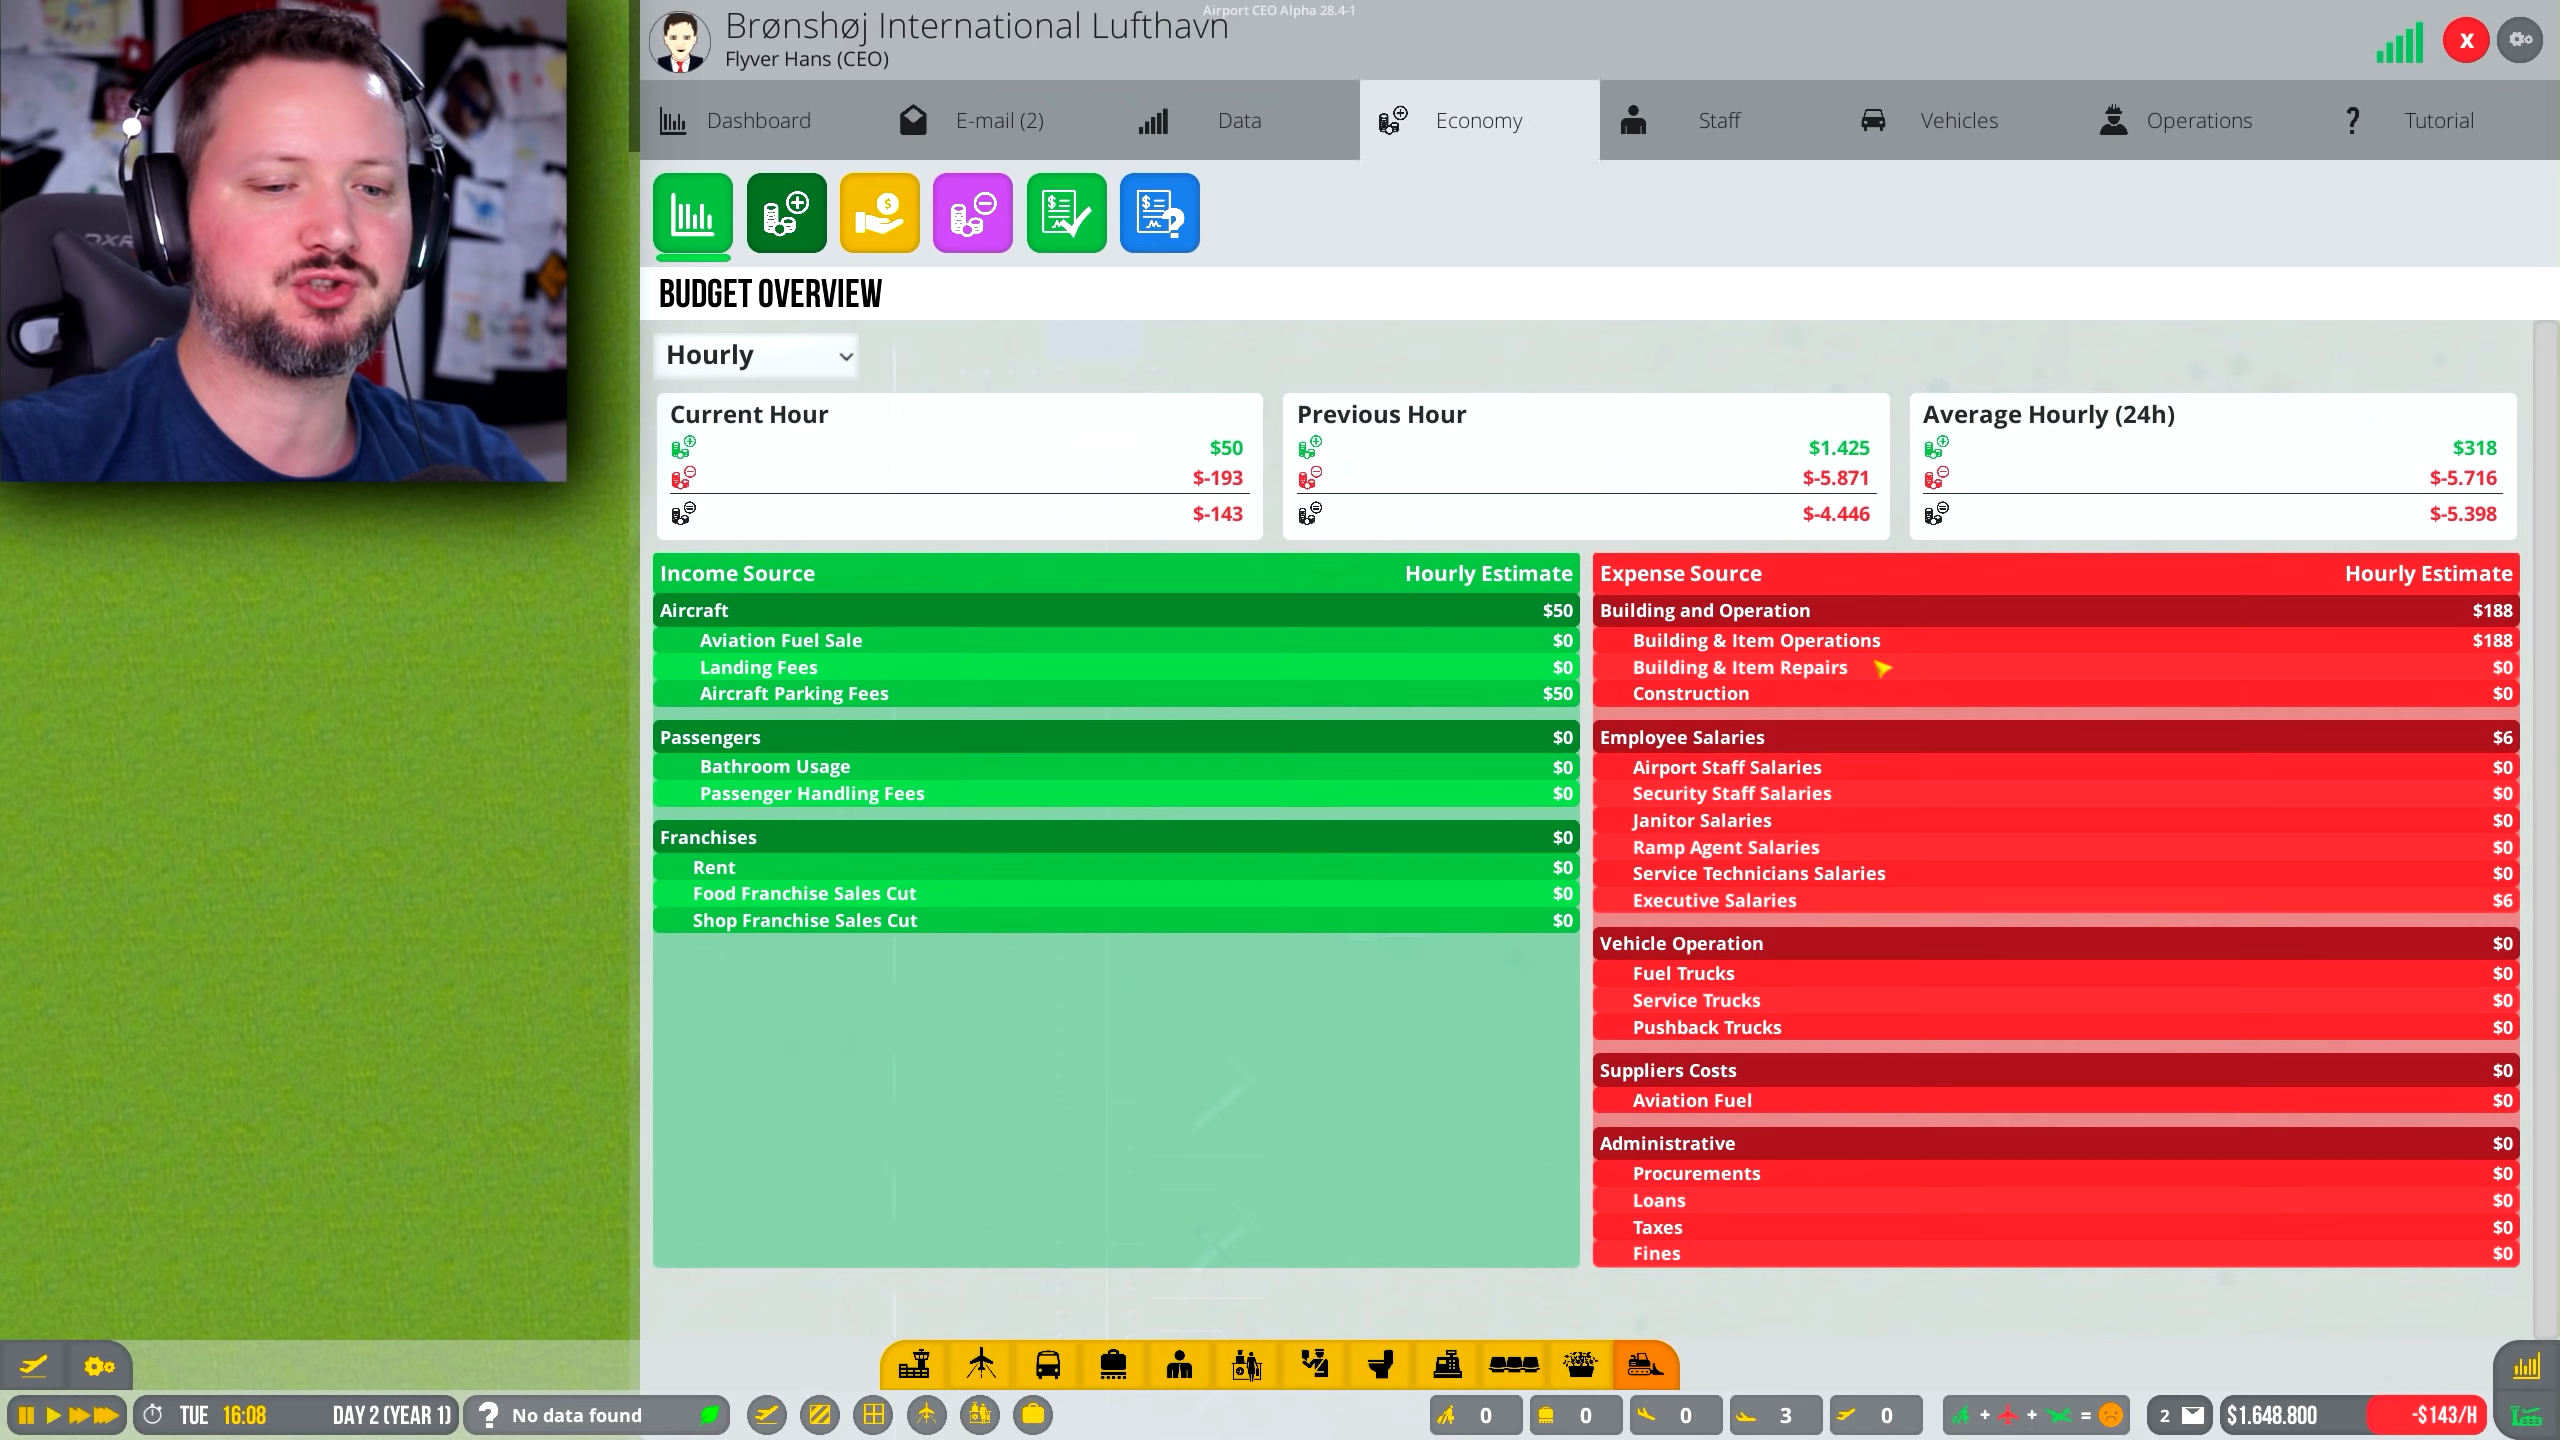 Airport CEO Alpha 28.4-1
Brønshøj International Lufthavn
Flyver Hans (CEO)
X
Dashboard
E-mail (2)
Data
Economy
Staff
Vehicles
Operations
Tutorial
BUDGET OVERVIEW
Hourly
Current Hour
$50
$-193
$-143
Previous Hour
$1.425
$-5.871
$-4.446
Average Hourly (24h)
$318
$-5.716
$-5.398
Income Source Hourly Estimate
Aircraft $50
Aviation Fuel Sale $0
Landing Fees $0
Aircraft Parking Fees $50
Passengers $0
Bathroom Usage $0
Passenger Handling Fees $0
Franchises $0
Rent $0
Food Franchise Sales Cut $0
Shop Franchise Sales Cut $0
Expense Source Hourly Estimate
Building and Operation $188
Building & Item Operations $188
Building & Item Repairs $0
Construction $0
Employee Salaries $6
Airport Staff Salaries $0
Security Staff Salaries $0
Janitor Salaries $0
Ramp Agent Salaries $0
Service Technicians Salaries $0
Executive Salaries $6
Vehicle Operation $0
Fuel Trucks $0
Service Trucks $0
Pushback Trucks $0
Suppliers Costs $0
Aviation Fuel $0
Administrative $0
Procurements $0
Loans $0
Taxes $0
Fines $0
TUE 16:08 DAY 2 (YEAR 1)
? No data found
0 0 0 3 0
+ + =
2
$1.648.800 -$143/H